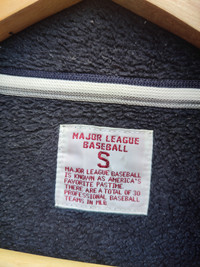 MAJOR LEAGUE
BASEBALL
S
MAJOR LEAGUE BASEBALL
IS KNOWN AS AMERICA'S
FAVORITE PASTIME.
THERE ARE A TOTAL OF 30
PROFESSIONAL BASEBALL
TEAMS IN MLB